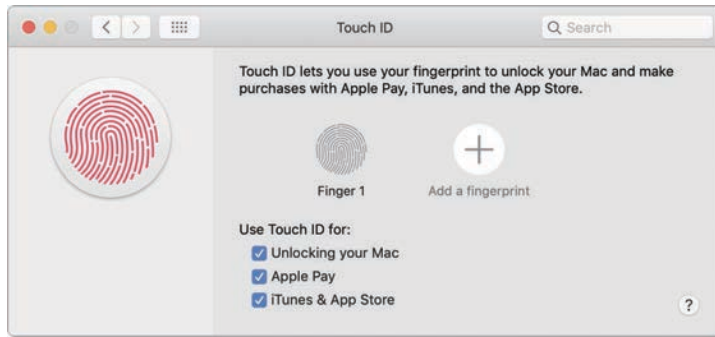 Touch ID
Search
Touch ID lets you use your fingerprint to unlock your Mac and make
purchases with Apple Pay, iTunes, and the App Store.
Finger 1
Add a fingerprint
Use Touch ID for:
Unlocking your Mac
Apple Pay
iTunes & App Store
?